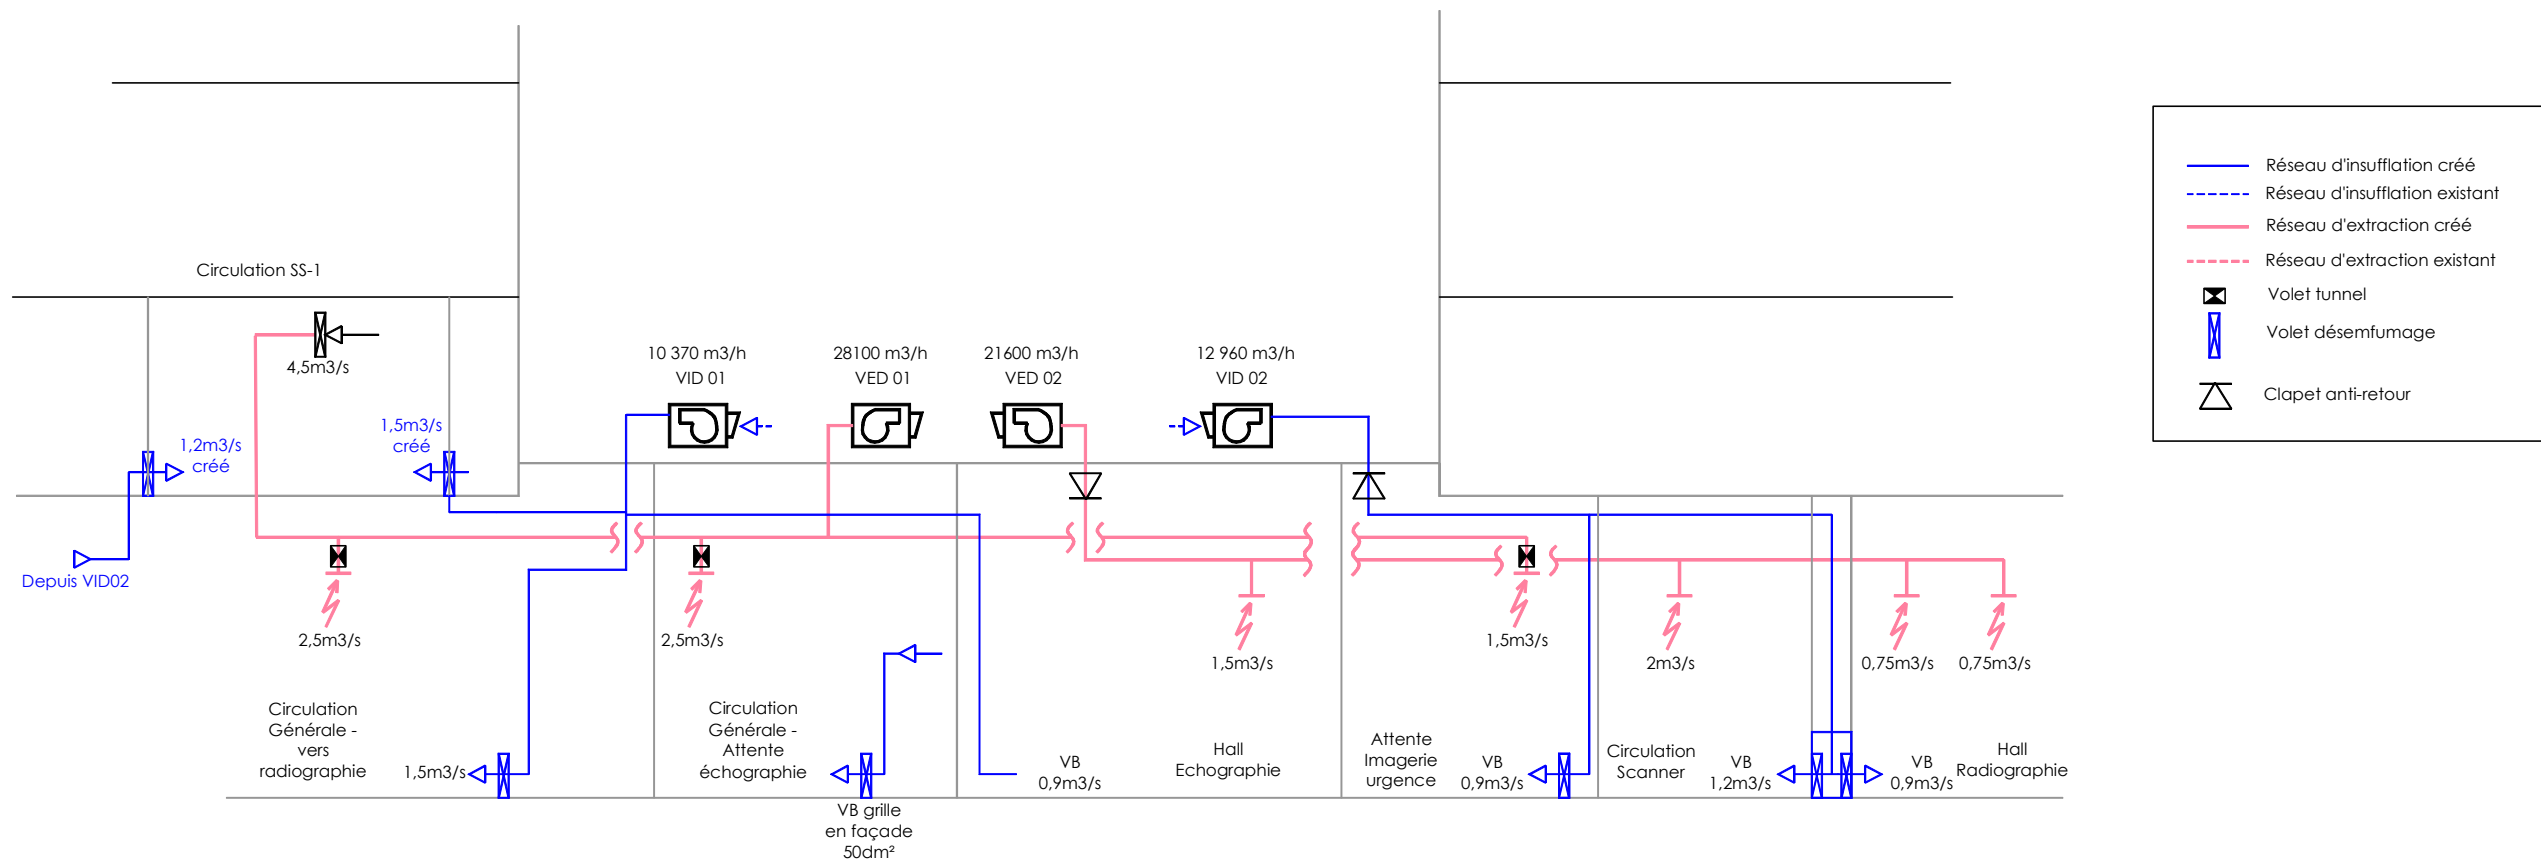 Circulation SS-1
4,5m3/s
1,2m3/s
créé
1,5m3/s
créé
Depuis VID02
10 370 m3/h
VID 01
28100 m3/h
VED 01
21600 m3/h
VED 02
12 960 m3/h
VID 02
2,5m3/s
2,5m3/s
1,5m3/s
1,5m3/s
2m3/s
0,75m3/s
0,75m3/s
Circulation
Générale -
vers
radiographie
1,5m3/s
Circulation
Générale -
Attente
échographie
VB grille
en façade
50dm²
VB
0,9m3/s
Hall
Echographie
Attente
Imagerie
urgence
VB
0,9m3/s
Circulation
Scanner
VB
1,2m3/s
VB
0,9m3/s
Hall
Radiographie
Réseau d'insufflation créé
Réseau d'insufflation existant
Réseau d'extraction créé
Réseau d'extraction existant
Volet tunnel
Volet désemfumage
Clapet anti-retour